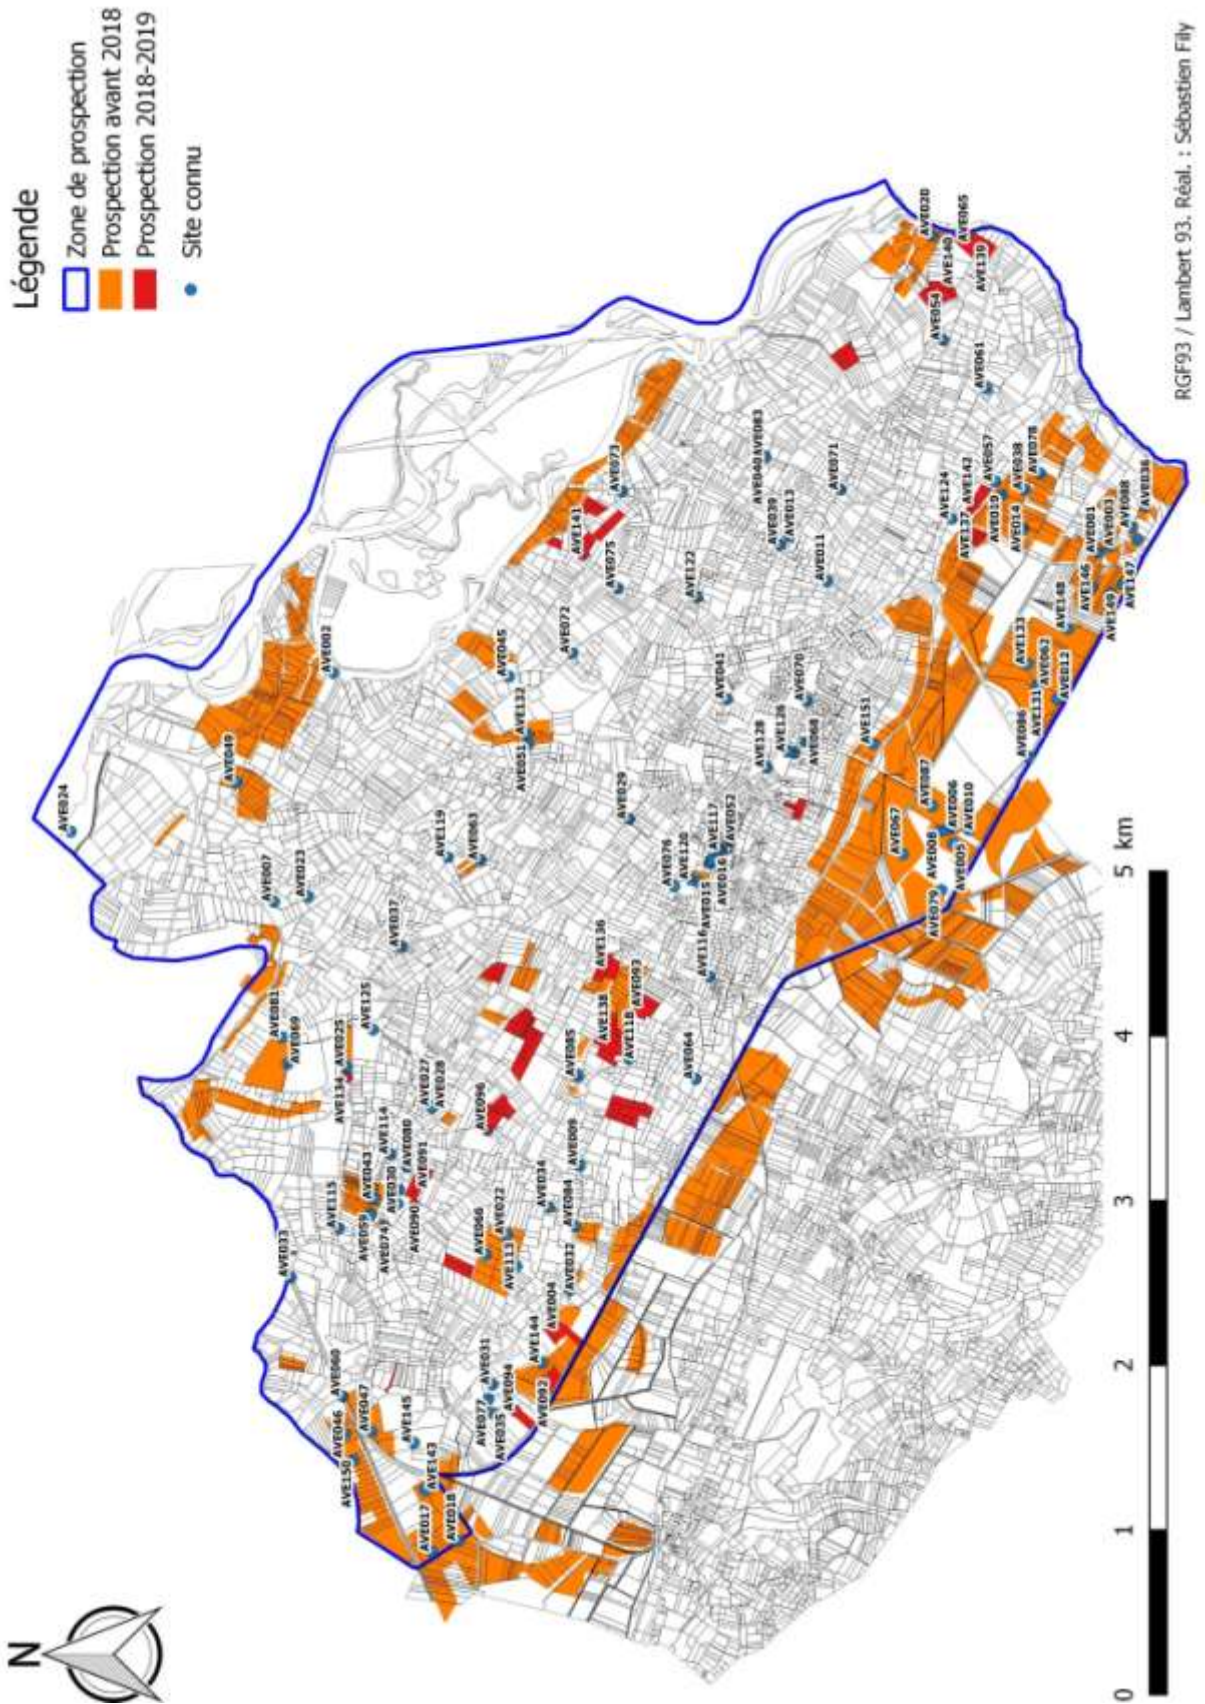 N
Légende
Zone de prospection
Prospection avant 2018
Prospection 2018-2019
Site connu
AVE024
AVE049
AVE002
AVE007
AVE023
AVE081
AVE069
AVE037
AVE125
AVE025
AVE134
AVE119
AVE063
AVE051
AVE132
AVE045
AVE072
AVE141
AVE075
AVE073
AVE122
AVE029
AVE041
AVE040
AVE083
AVE039
AVE013
AVE071
AVE011
AVE070
AVE128
AVE126
AVE068
AVE151
AVE020
AVE065
AVE140
AVE139
AVE054
AVE061
AVE124
AVE142
AVE137
AVE057
AVE019
AVE038
AVE014
AVE078
AVE001
AVE003
AVE088
AVE036
AVE146
AVE147
AVE149
AVE148
AVE133
AVE062
AVE012
AVE131
AVE086
AVE087
AVE067
AVE006
AVE010
AVE008
AVE005
AVE079
AVE076
AVE120
AVE117
AVE052
AVE015
AVE016
AVE116
AVE136
AVE093
AVE138
AVE118
AVE085
AVE064
AVE096
AVE027
AVE028
AVE114
AVE080
AVE091
AVE043
AVE030
AVE090
AVE115
AVE059
AVE074
AVE033
AVE009
AVE034
AVE084
AVE022
AVE066
AVE113
AVE032
AVE004
AVE144
AVE031
AVE094
AVE092
AVE077
AVE035
AVE060
AVE047
AVE046
AVE145
AVE150
AVE143
AVE017
AVE018
0 1 2 3 4 5 km
RGF93 / Lambert 93. Réal. : Sébastien Fily